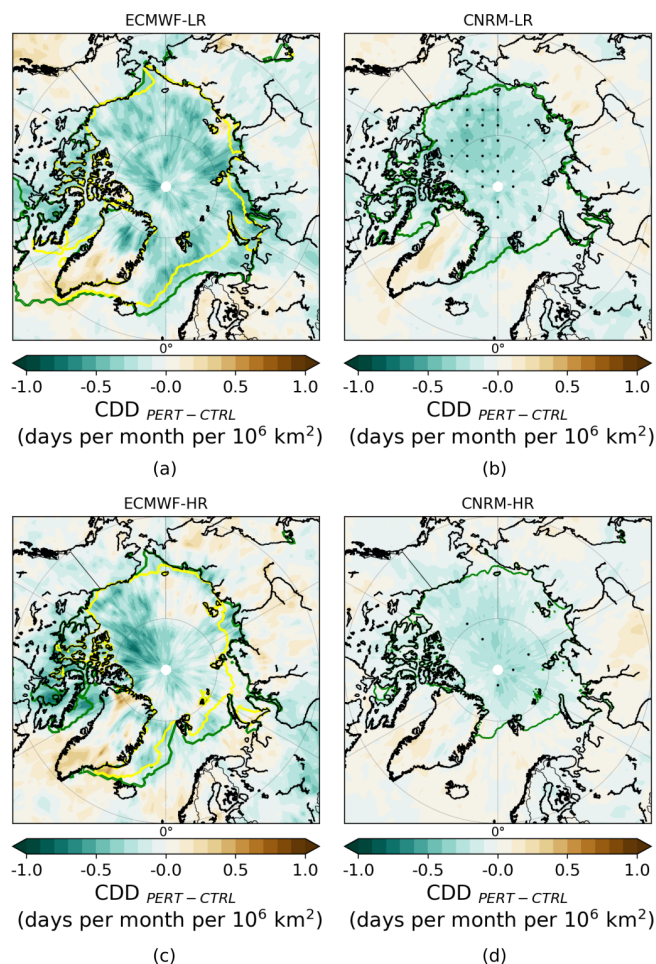 ECMWF-LR
CNRM-LR
0°
0°
-1.0 -0.5 -0.0 0.5 1.0
-1.0 -0.5 -0.0 0.5 1.0
CDD PERT−CTRL
(days per month per 10⁶ km²)
CDD PERT−CTRL
(days per month per 10⁶ km²)
(a)
(b)
ECMWF-HR
CNRM-HR
0°
0°
-1.0 -0.5 -0.0 0.5 1.0
-1.0 -0.5 -0.0 0.5 1.0
CDD PERT−CTRL
(days per month per 10⁶ km²)
CDD PERT−CTRL
(days per month per 10⁶ km²)
(c)
(d)